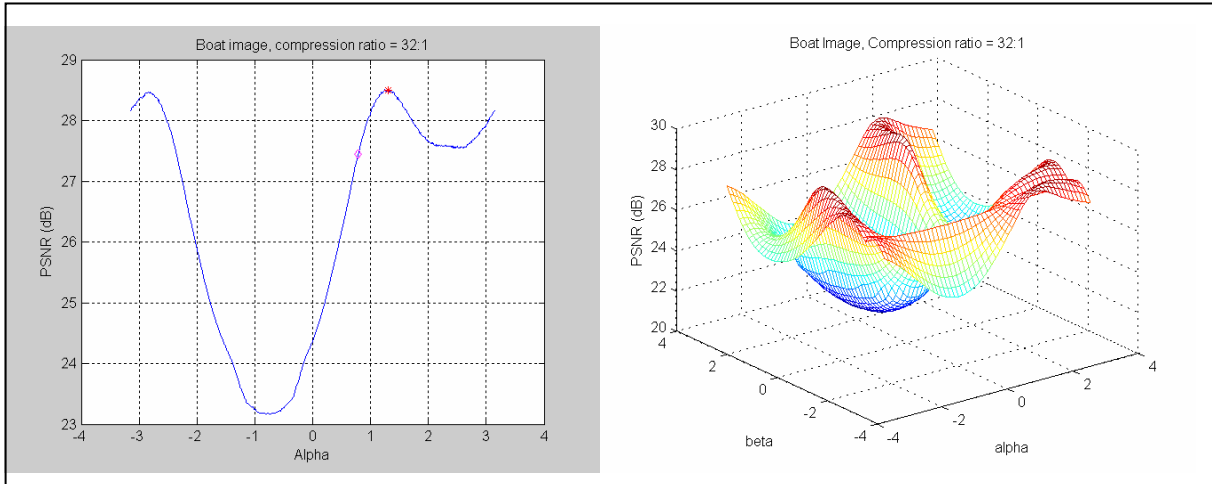 Boat image, compression ratio = 32:1
29
28
27
26
25
24
23
PSNR (dB)
-4 -3 -2 -1 0 1 2 3 4
Alpha
Boat Image, Compression ratio = 32:1
30
28
26
24
22
20
PSNR (dB)
4 2 0 -2 -4
beta
-4 -2 0 2 4
alpha